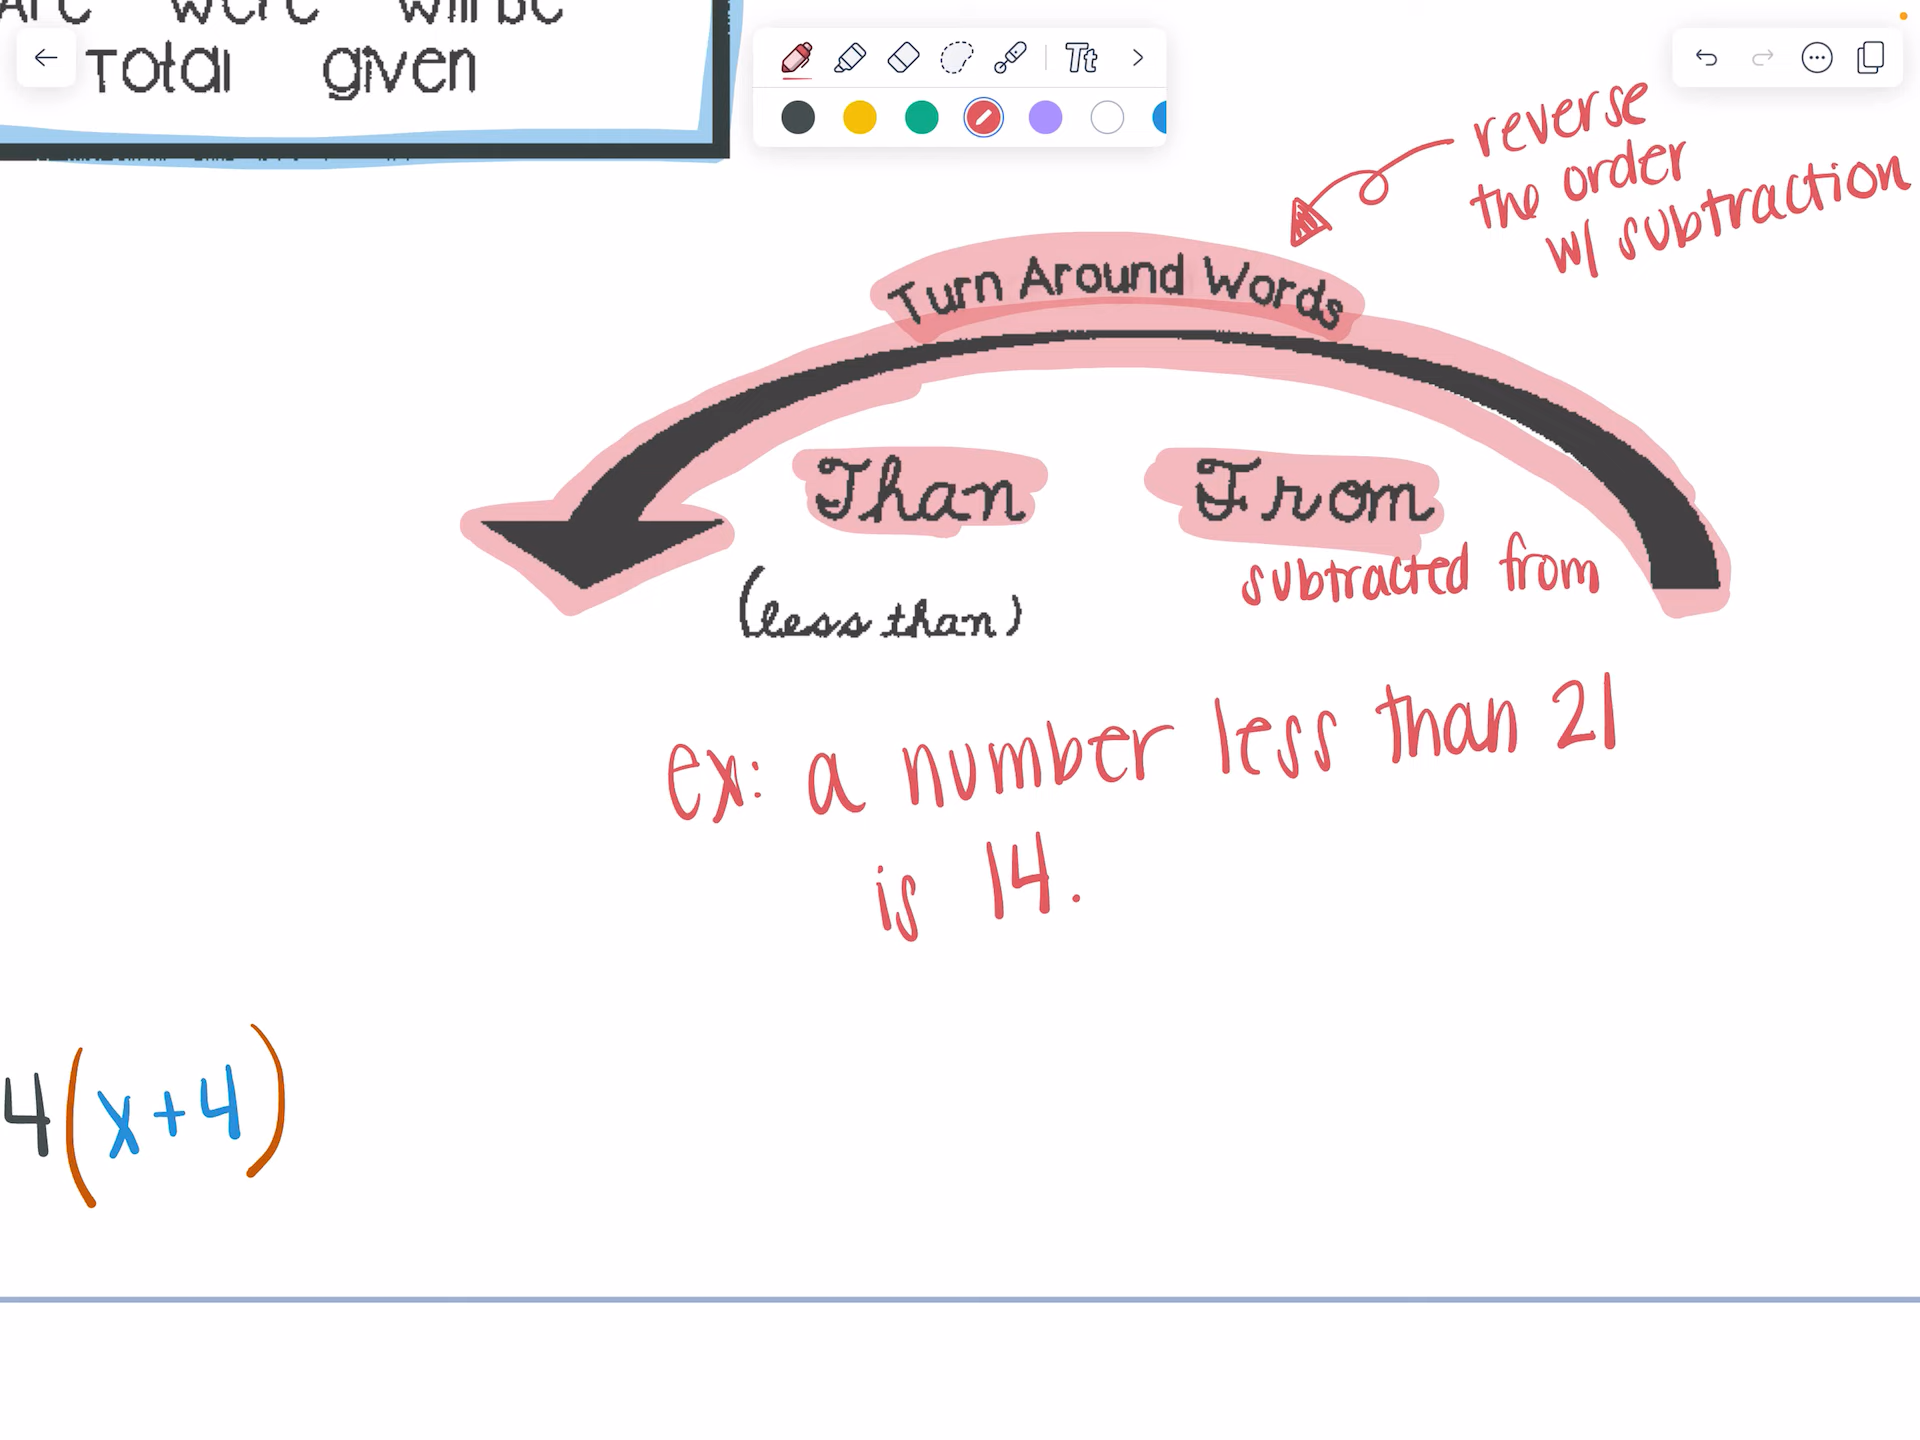 were will be
Total given
Tt
reverse
the order
w/ subtraction
Turn Around Words
Than From
(less than) subtracted from
ex: a number less than 21
is 14.
4(x+4)